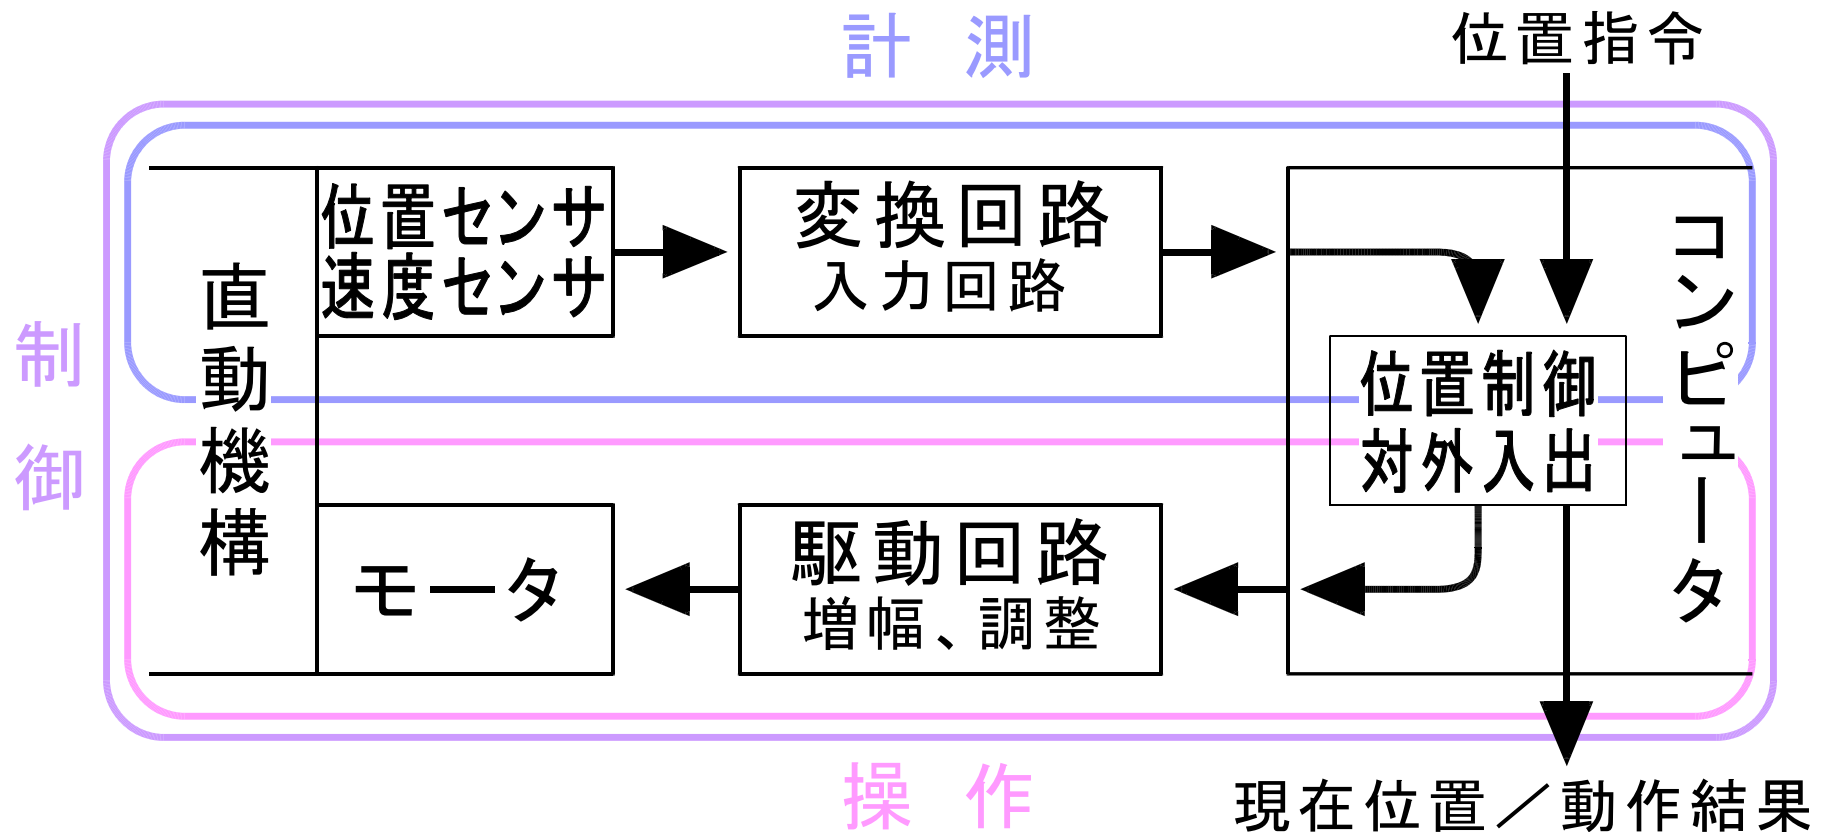 計測
位置指令
制御
直動機構
位置センサ
速度センサ
変換回路
入力回路
コンピュータ
位置制御
対外入出
モータ
駆動回路
増幅、調整
操作
現在位置／動作結果